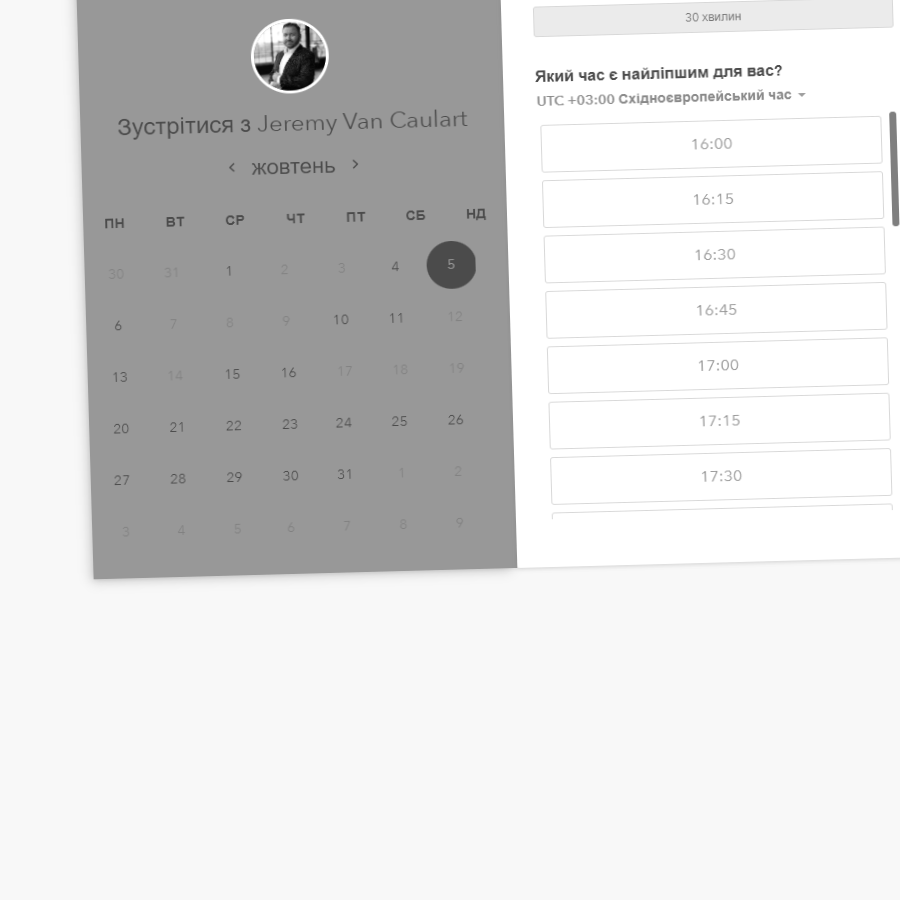 Зустрітися з Jeremy Van Caulart
жовтень
ПН ВТ СР ЧТ ПТ СБ НД
30 31 1 2 3 4 5
6 7 8 9 10 11 12
13 14 15 16 17 18 19
20 21 22 23 24 25 26
27 28 29 30 31 1 2
3 4 5 6 7 8 9
30 хвилин
Який час є найліпшим для вас?
UTC +03:00 Східноєвропейський час
16:00
16:15
16:30
16:45
17:00
17:15
17:30